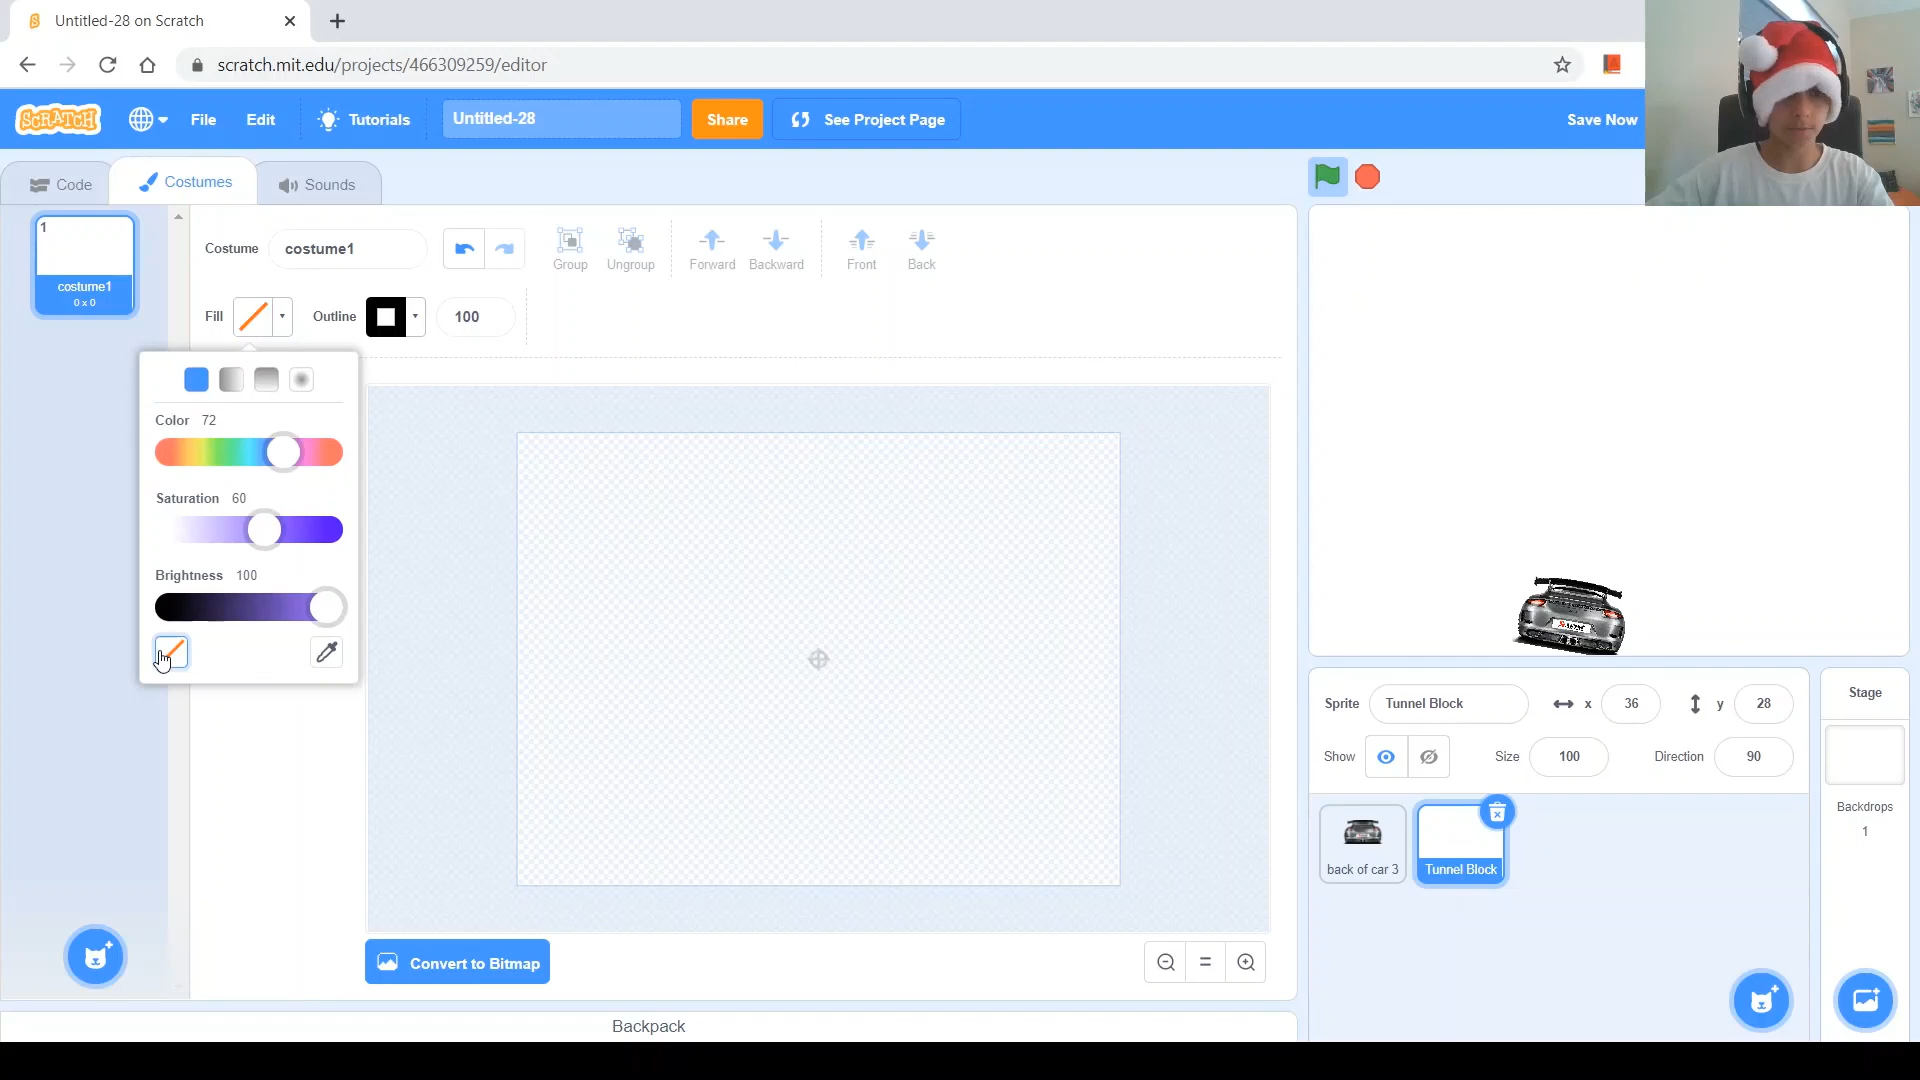 Untitled-28 on Scratch
scratch.mit.edu/projects/466309259/editor
SCRATCH
File
Edit
Tutorials
Untitled-28
Share
See Project Page
Save Now
Code
Costumes
Sounds
1
costume1
0 x 0
Costume
costume1
Group
Ungroup
Forward
Backward
Front
Back
Fill
Outline
100
Color 72
Saturation 60
Brightness 100
Convert to Bitmap
Backpack
Sprite
Tunnel Block
x
36
y
28
Show
Size
100
Direction
90
back of car 3
Tunnel Block
Stage
Backdrops
1